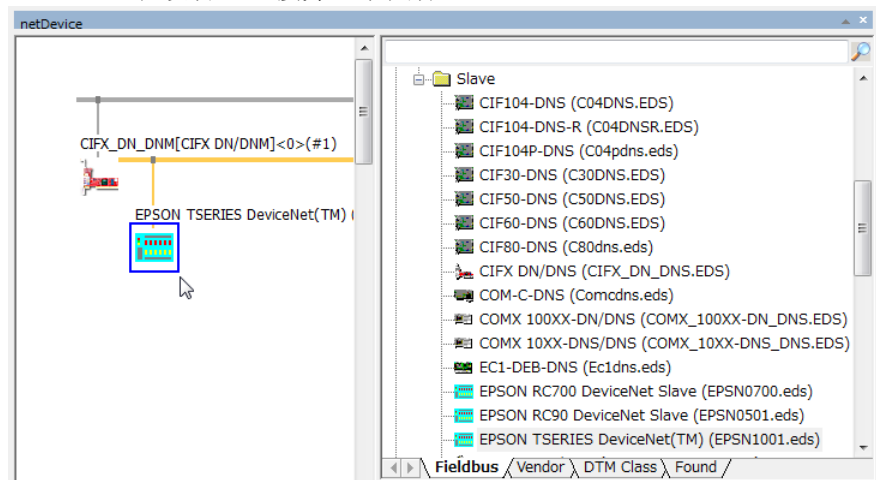 netDevice
CIFX_DN_DNM[CIFX DN/DNM]<0>(#1)
EPSON TSERIES DeviceNet(TM) (
Slave
CIF104-DNS (C04DNS.EDS)
CIF104-DNS-R (C04DNSR.EDS)
CIF104P-DNS (C04pdns.eds)
CIF30-DNS (C30DNS.EDS)
CIF50-DNS (C50DNS.EDS)
CIF60-DNS (C60DNS.EDS)
CIF80-DNS (C80dns.eds)
CIFX DN/DNS (CIFX_DN_DNS.EDS)
COM-C-DNS (Comcdns.eds)
COMX 100XX-DN/DNS (COMX_100XX-DN_DNS.EDS)
COMX 10XX-DNS/DNS (COMX_10XX-DNS_DNS.EDS)
EC1-DEB-DNS (Ec1dns.eds)
EPSON RC700 DeviceNet Slave (EPSN0700.eds)
EPSON RC90 DeviceNet Slave (EPSN0501.eds)
EPSON TSERIES DeviceNet(TM) (EPSN1001.eds)
Fieldbus Vendor DTM Class Found